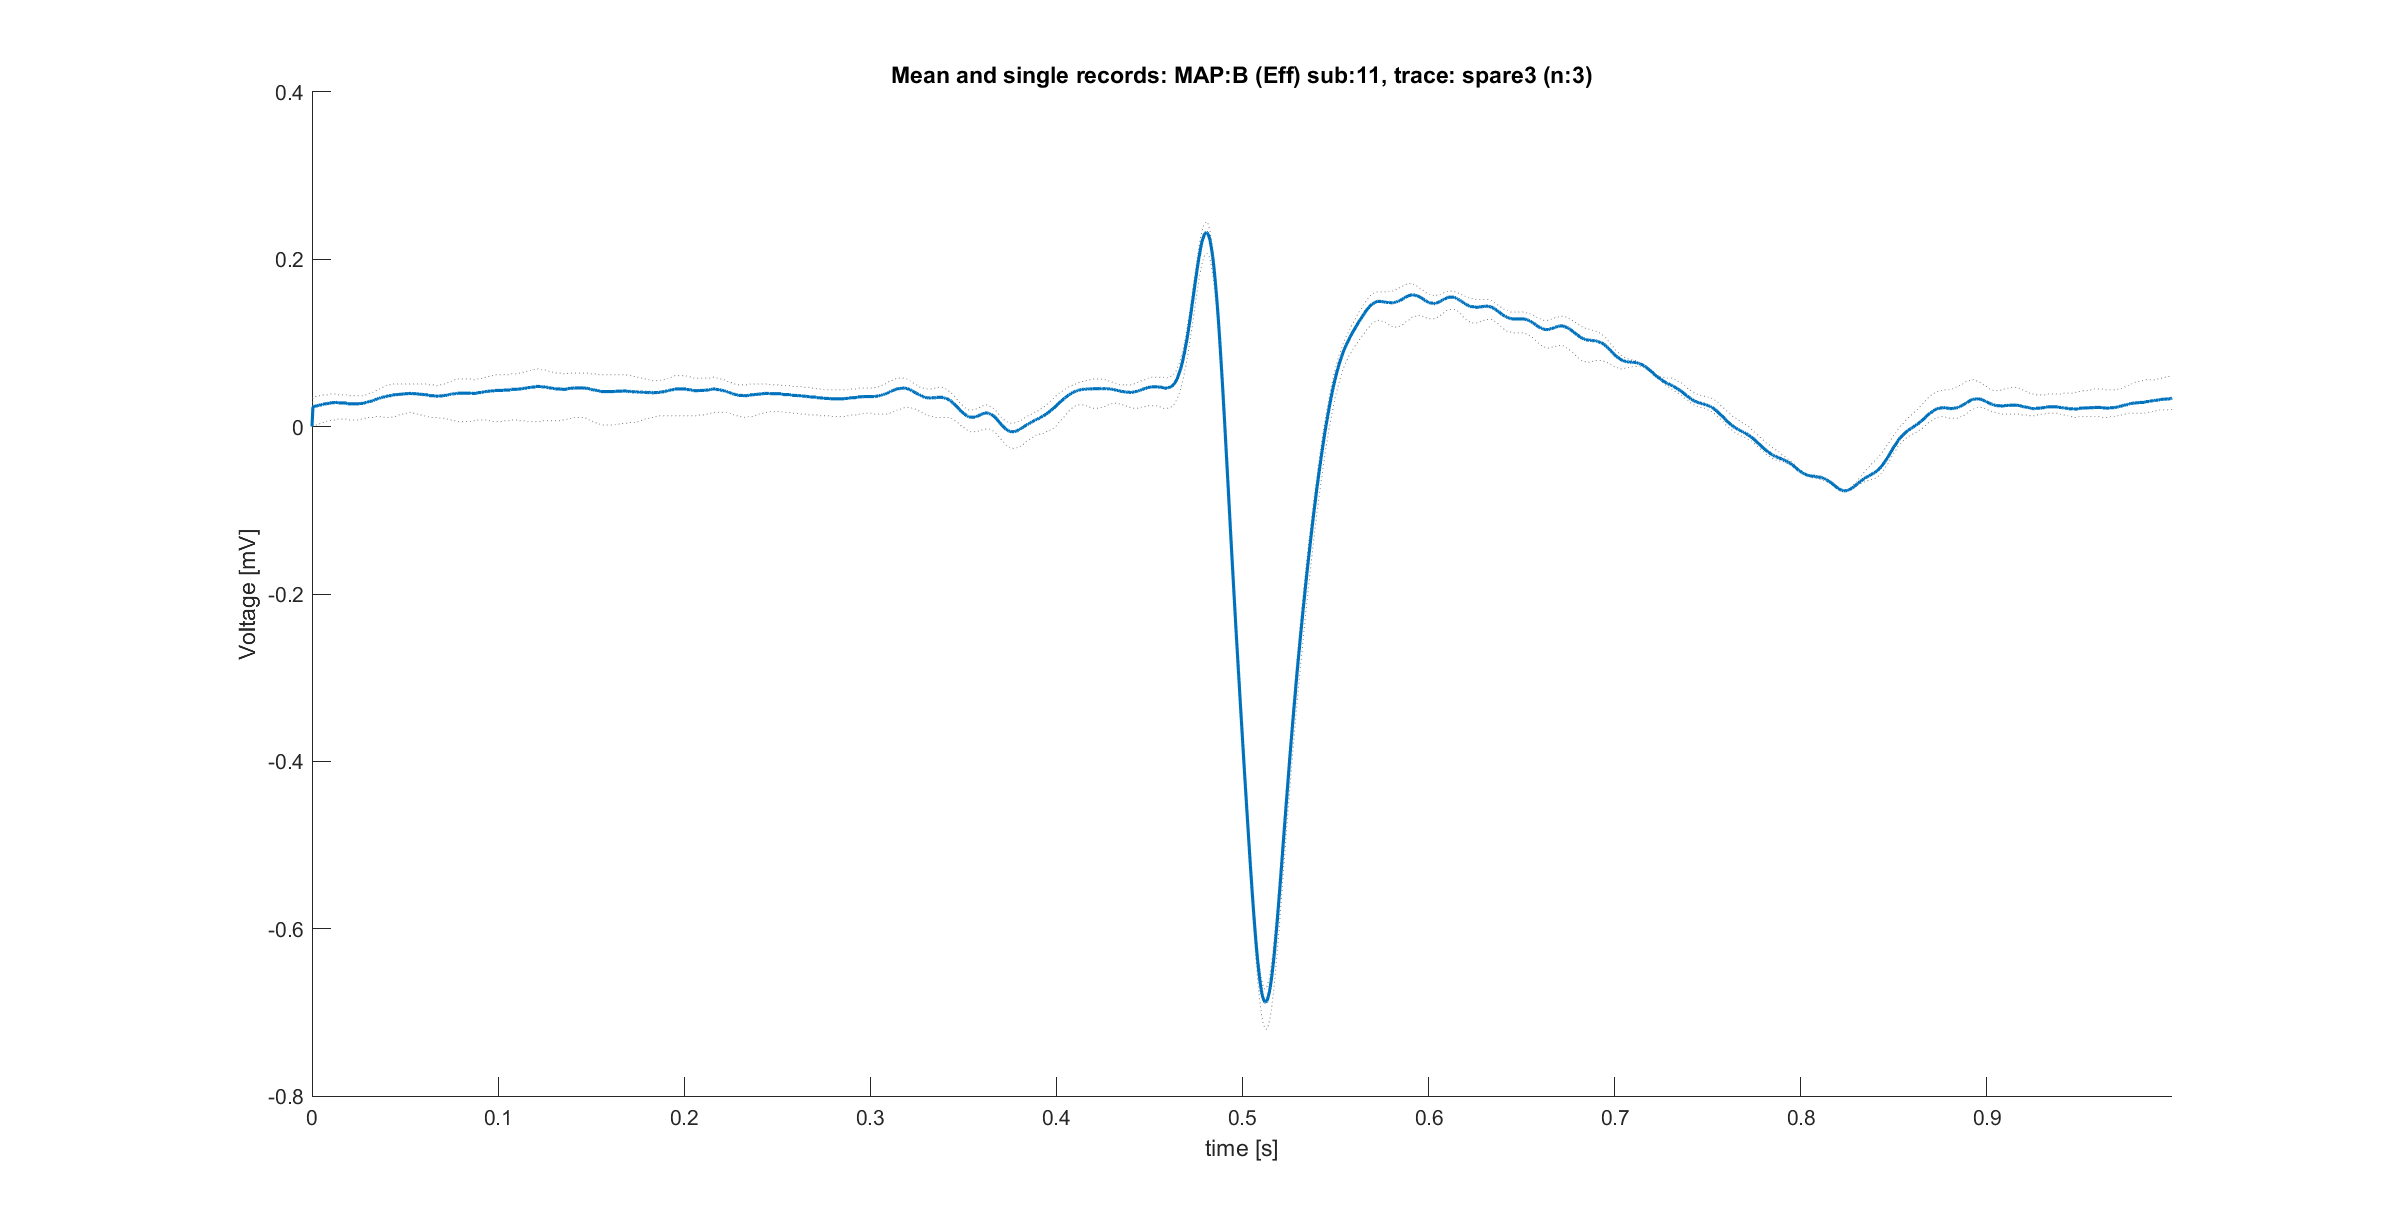 Mean and single records: MAP:B (Eff) sub:11, trace: spare3 (n:3)
0.4
0.2
0
-0.2
-0.4
-0.6
-0.8
Voltage [mV]
0 0.1 0.2 0.3 0.4 0.5 0.6 0.7 0.8 0.9
time [s]